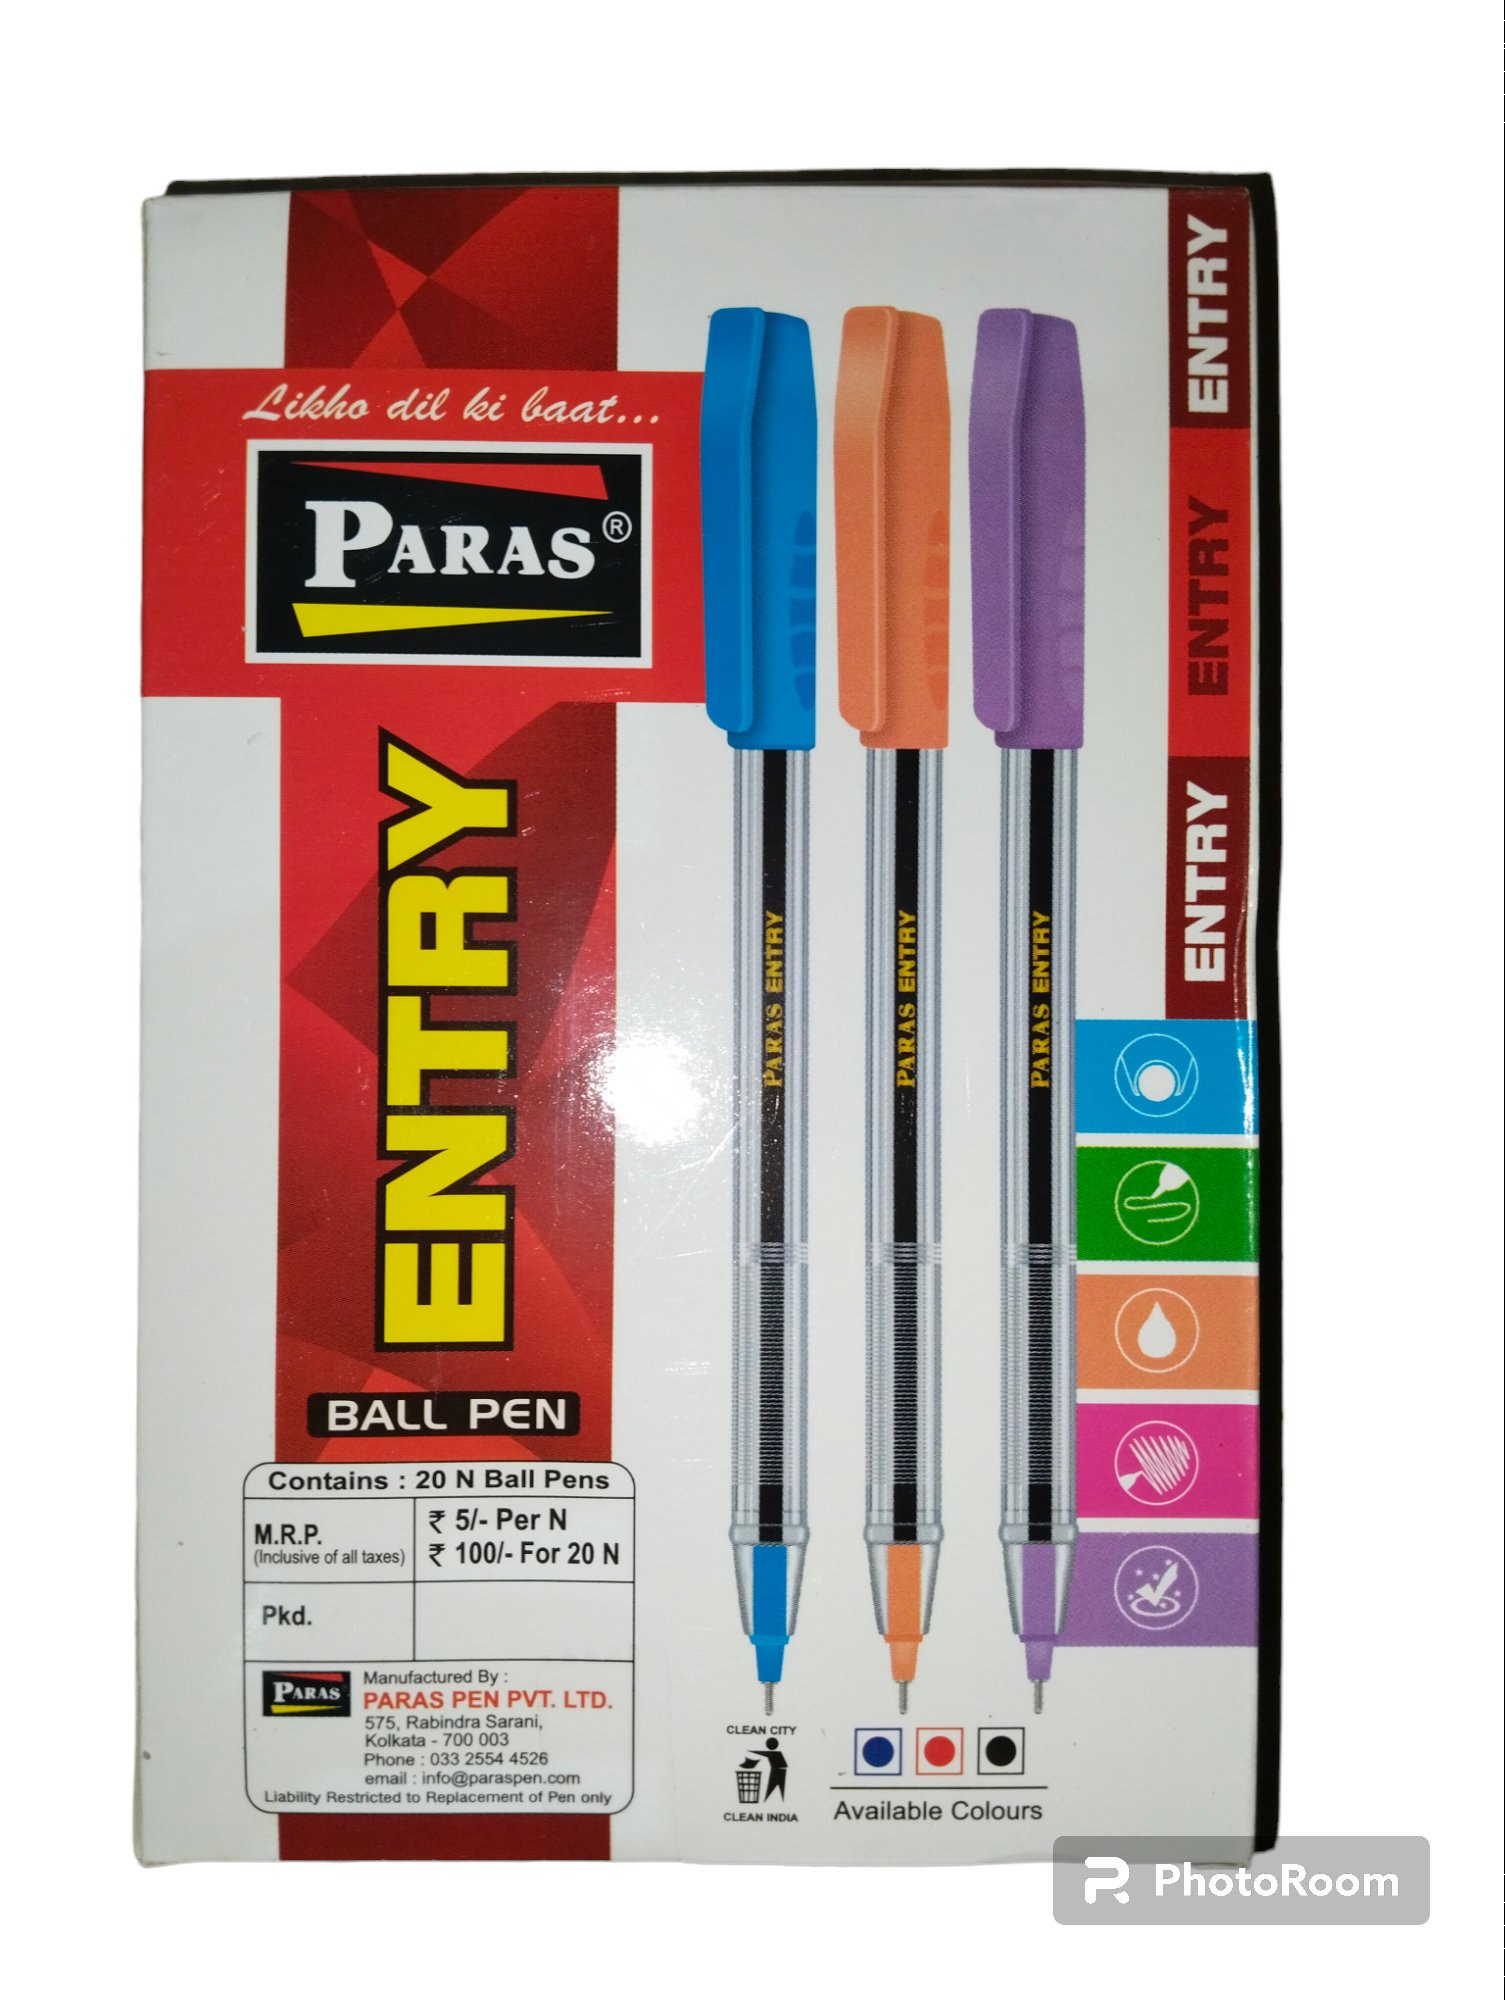 Likho dil ki baat...
PARAS®
ENTRY
BALL PEN
Contains : 20 N Ball Pens
M.R.P.
(Inclusive of all taxes)
₹ 5/- Per N
₹ 100/- For 20 N
Pkd.
PARAS
Manufactured By :
PARAS PEN PVT. LTD.
575, Rabindra Sarani,
Kolkata - 700 003
Phone : 033 2554 4526
email : info@paraspen.com
Liability Restricted to Replacement of Pen only
PARAS ENTRY
PARAS ENTRY
PARAS ENTRY
CLEAN CITY
CLEAN INDIA
Available Colours
ENTRY
ENTRY
ENTRY
PhotoRoom